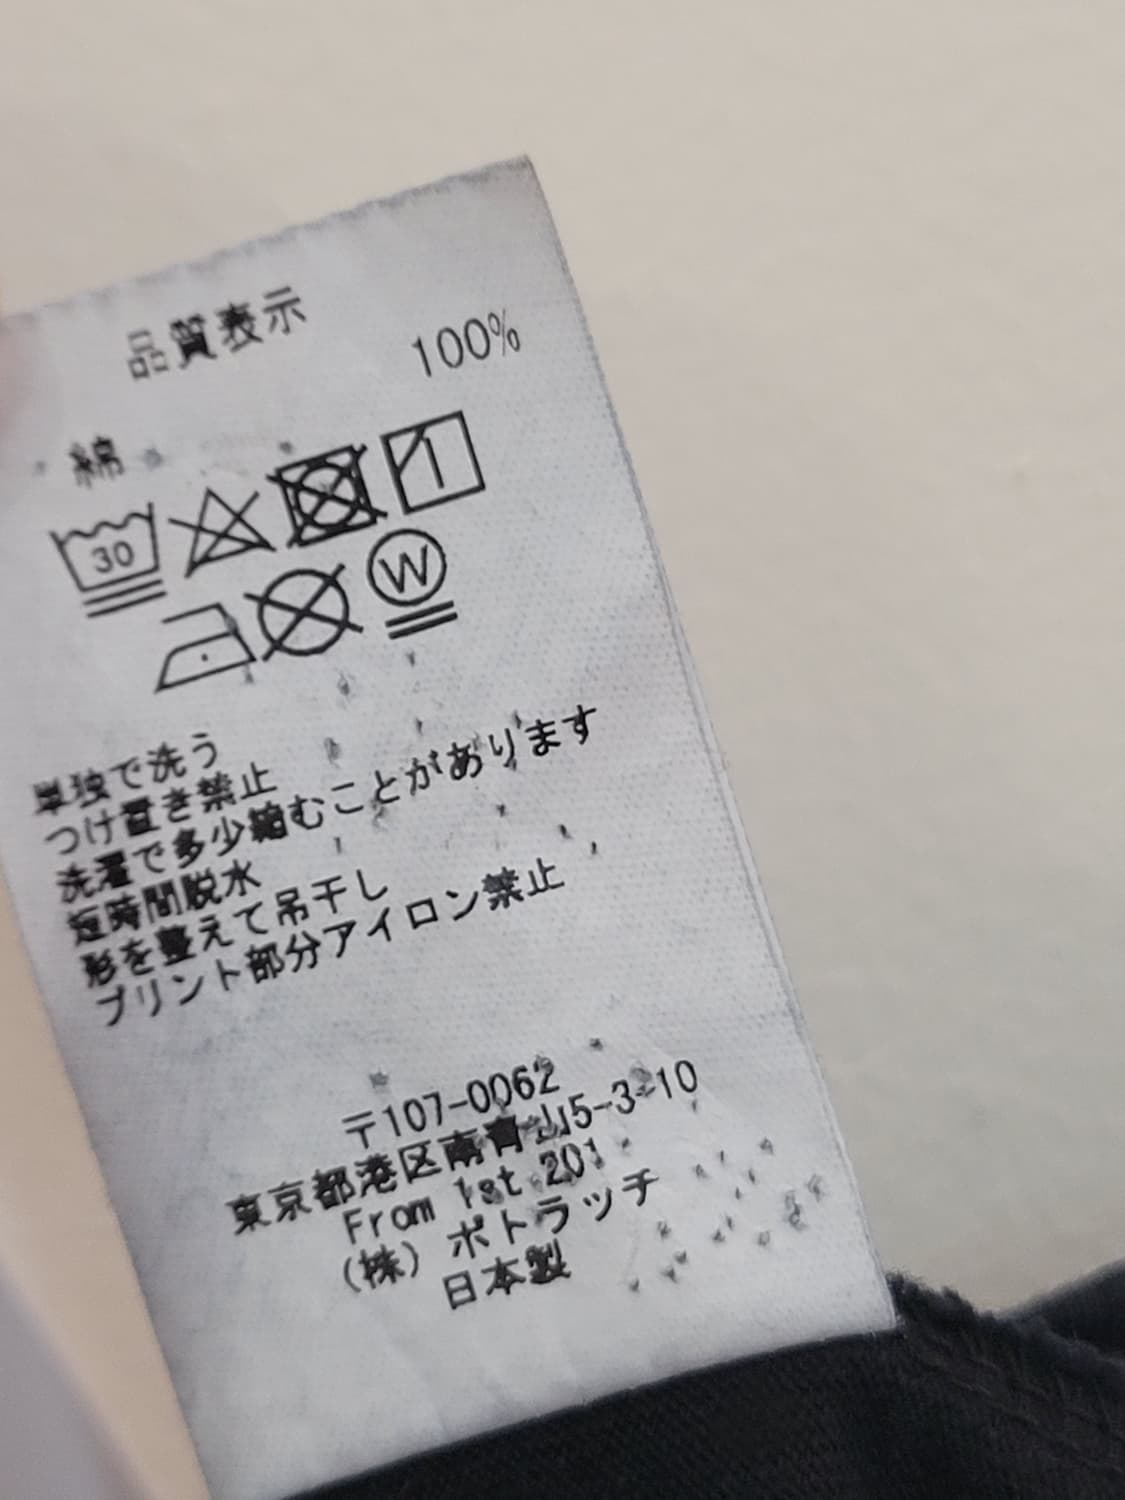 品質表示
綿 100%
30
W
単独で洗う
つけ置き禁止
洗濯で多少縮むことがあります
短時間脱水
形を整えて吊干し
プリント部分アイロン禁止
〒107-0062
東京都港区南青山5-3-10
From 1st 201
(株) ポトラッチ
日本製